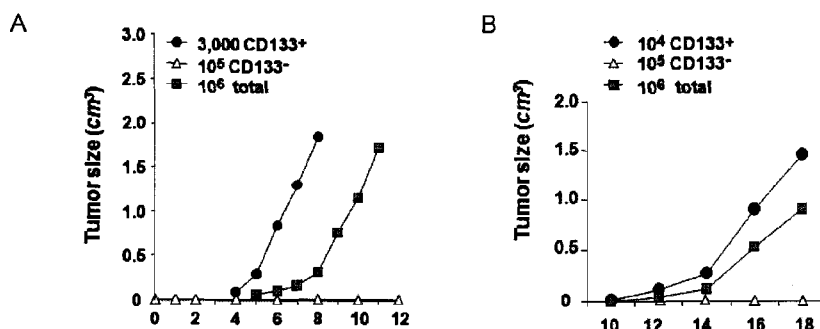 A
3,000 CD133+
10⁵ CD133-
10⁶ total
Tumor size (cm³)
3.0
2.5
2.0
1.5
1.0
0.5
0
0 2 4 6 8 10 12
B
10⁴ CD133+
10⁵ CD133-
10⁶ total
Tumor size (cm³)
2.0
1.5
1.0
0.5
0
10 12 14 16 18